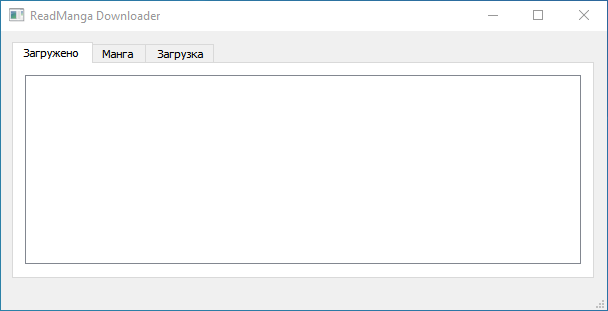 ReadManga Downloader
Загружено Манга Загрузка